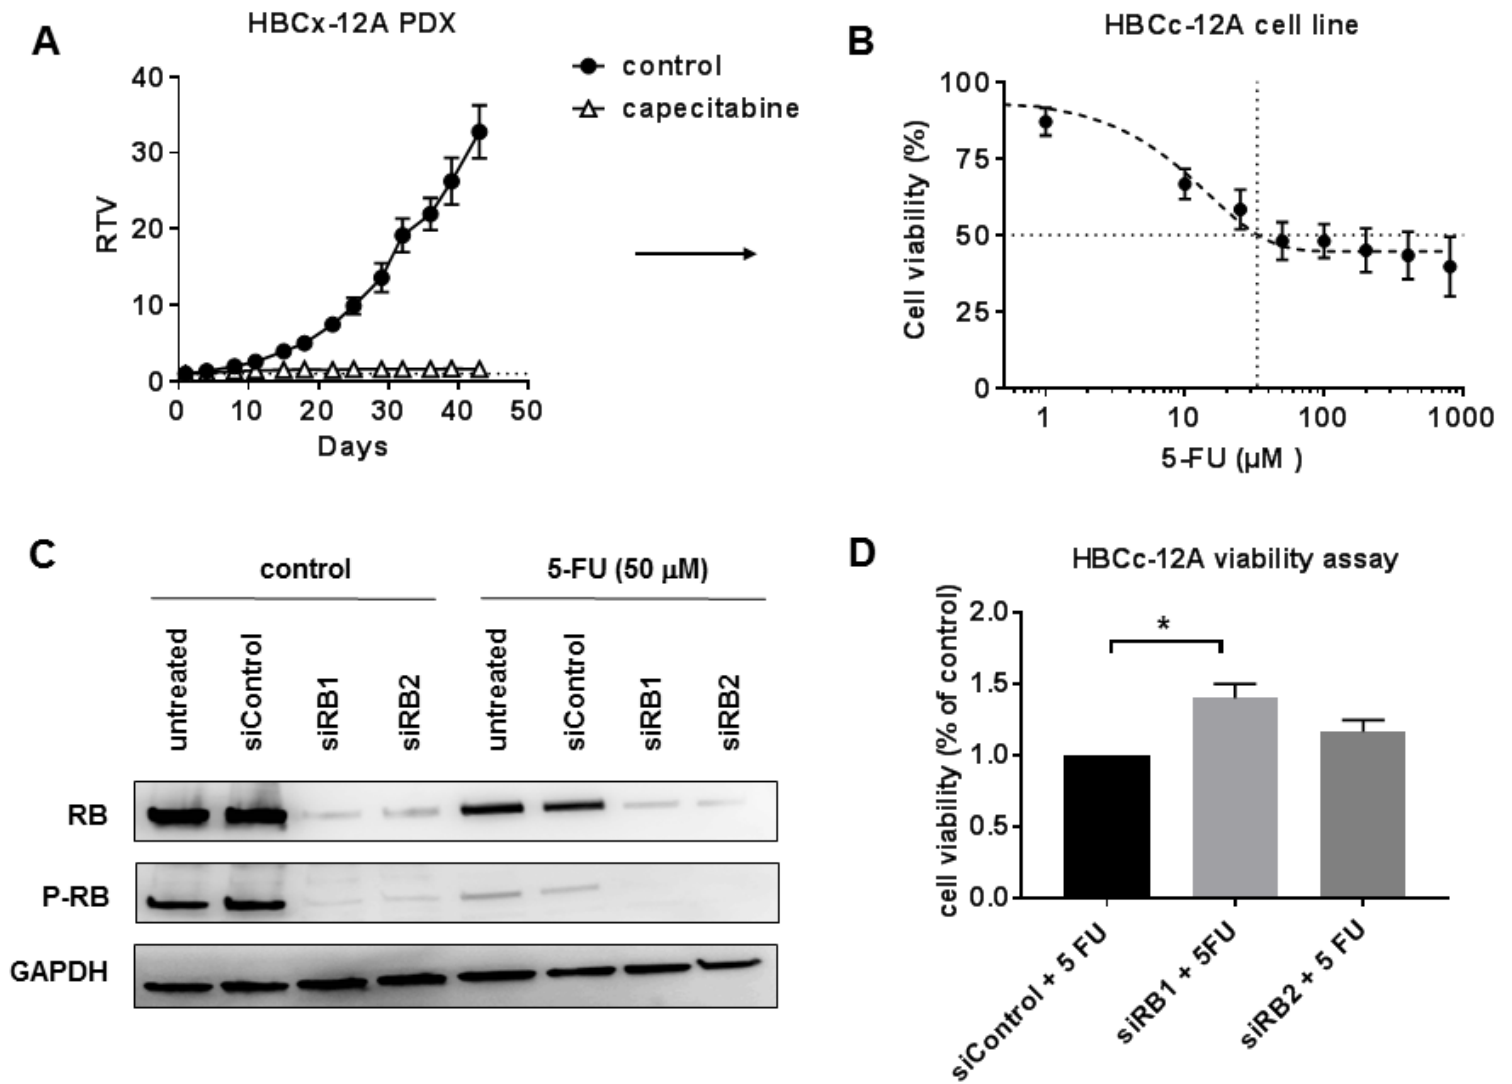 A
HBCx-12A PDX
control
capecitabine
RTV
40
30
20
10
0
0 10 20 30 40 50
Days
B
HBCc-12A cell line
Cell viability (%)
100
75
50
25
0
1 10 100 1000
5-FU (µM )
C
control
5-FU (50 µM)
untreated
siControl
siRB1
siRB2
untreated
siControl
siRB1
siRB2
RB
P-RB
GAPDH
D
HBCc-12A viability assay
cell viability (% of control)
2.0
1.5
1.0
0.5
0.0
*
siControl + 5 FU
siRB1 + 5FU
siRB2 + 5 FU